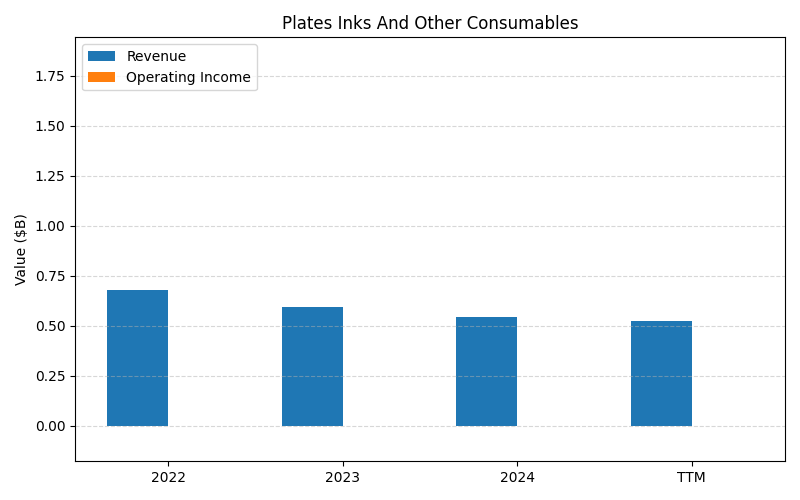 Plates Inks And Other Consumables
Revenue
Operating Income
Value ($B)
1.75
1.50
1.25
1.00
0.75
0.50
0.25
0.00
2022
2023
2024
TTM